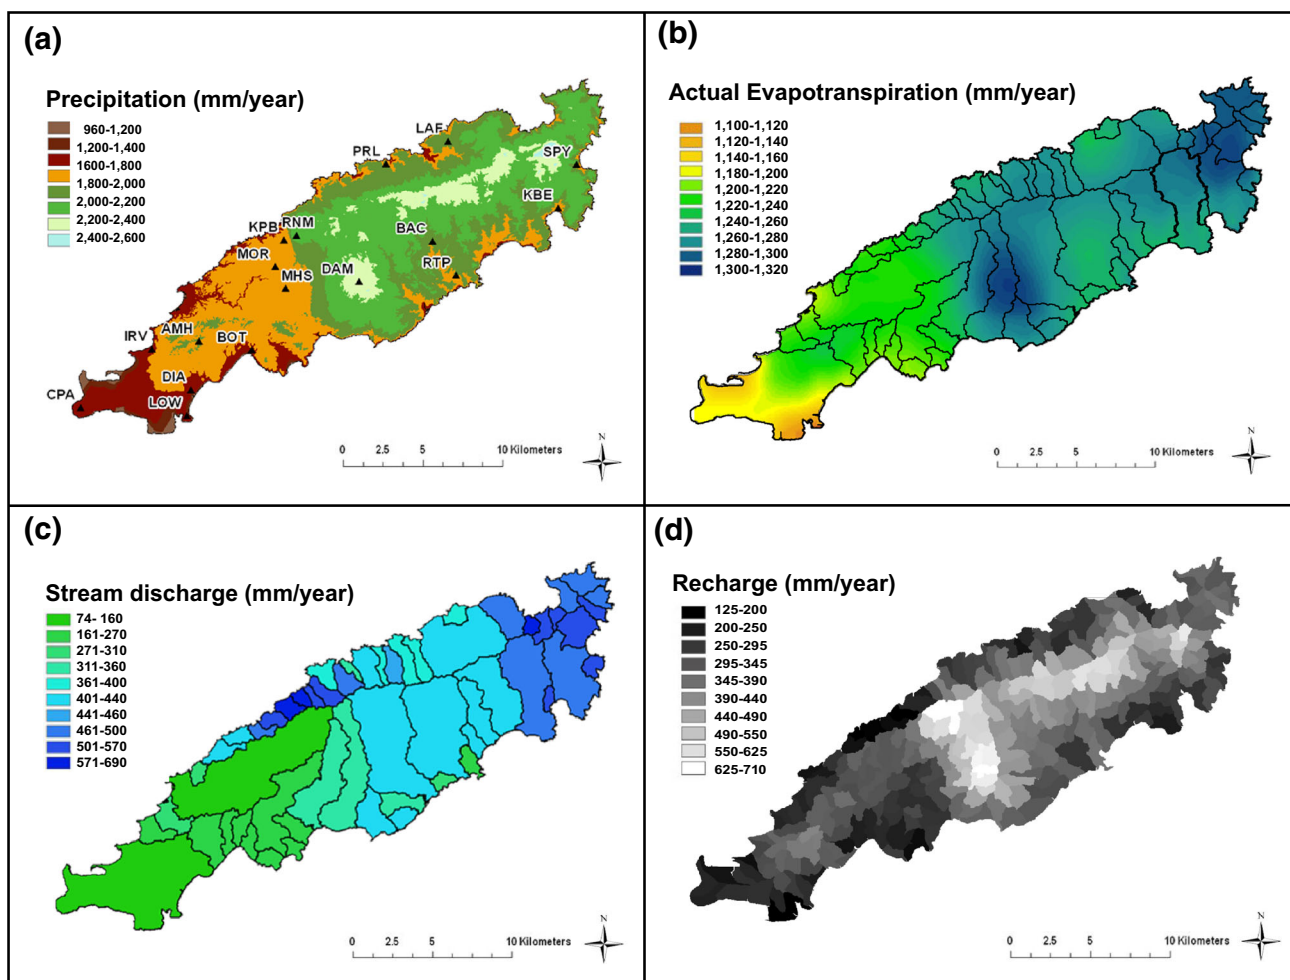 (a)
Precipitation (mm/year)
960-1,200
1,200-1,400
1600-1,800
1,800-2,000
2,000-2,200
2,200-2,400
2,400-2,600
LAF
PRL
SPY
KBE
KPB RNM
BAC
MOR
MHS DAM
RTP
AMH
IRV
BOT
DIA
CPA
LOW
N
0 2.5 5 10 Kilometers
(b)
Actual Evapotranspiration (mm/year)
1,100-1,120
1,120-1,140
1,140-1,160
1,180-1,200
1,200-1,220
1,220-1,240
1,240-1,260
1,260-1,280
1,280-1,300
1,300-1,320
N
0 2.5 5 10 Kilometers
(c)
Stream discharge (mm/year)
74- 160
161-270
271-310
311-360
361-400
401-440
441-460
461-500
501-570
571-690
N
0 2.5 5 10 Kilometers
(d)
Recharge (mm/year)
125-200
200-250
250-295
295-345
345-390
390-440
440-490
490-550
550-625
625-710
N
0 2.5 5 10 Kilometers